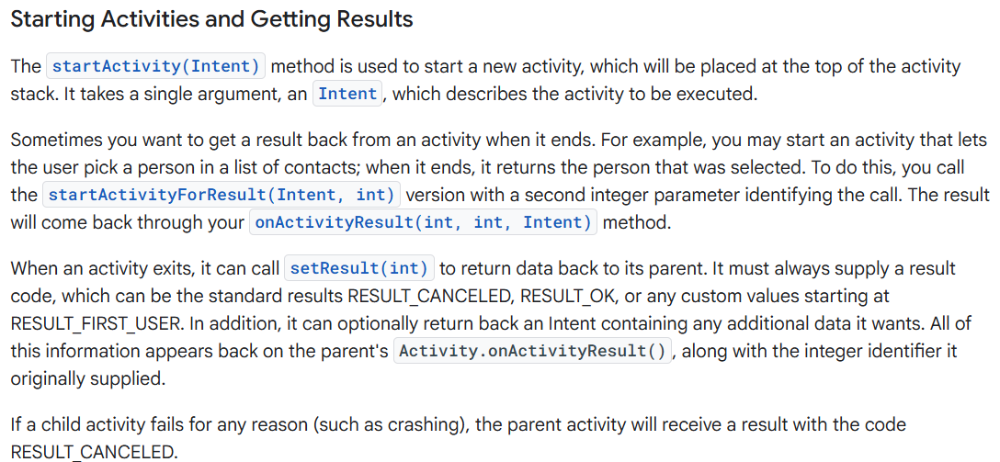 Starting Activities and Getting Results
The startActivity(Intent) method is used to start a new activity, which will be placed at the top of the activity
stack. It takes a single argument, an Intent, which describes the activity to be executed.
Sometimes you want to get a result back from an activity when it ends. For example, you may start an activity that lets
the user pick a person in a list of contacts; when it ends, it returns the person that was selected. To do this, you call
the startActivityForResult(Intent, int) version with a second integer parameter identifying the call. The result
will come back through your onActivityResult(int, int, Intent) method.
When an activity exits, it can call setResult(int) to return data back to its parent. It must always supply a result
code, which can be the standard results RESULT_CANCELED, RESULT_OK, or any custom values starting at
RESULT_FIRST_USER. In addition, it can optionally return back an Intent containing any additional data it wants. All of
this information appears back on the parent's Activity.onActivityResult(), along with the integer identifier it
originally supplied.
If a child activity fails for any reason (such as crashing), the parent activity will receive a result with the code
RESULT_CANCELED.